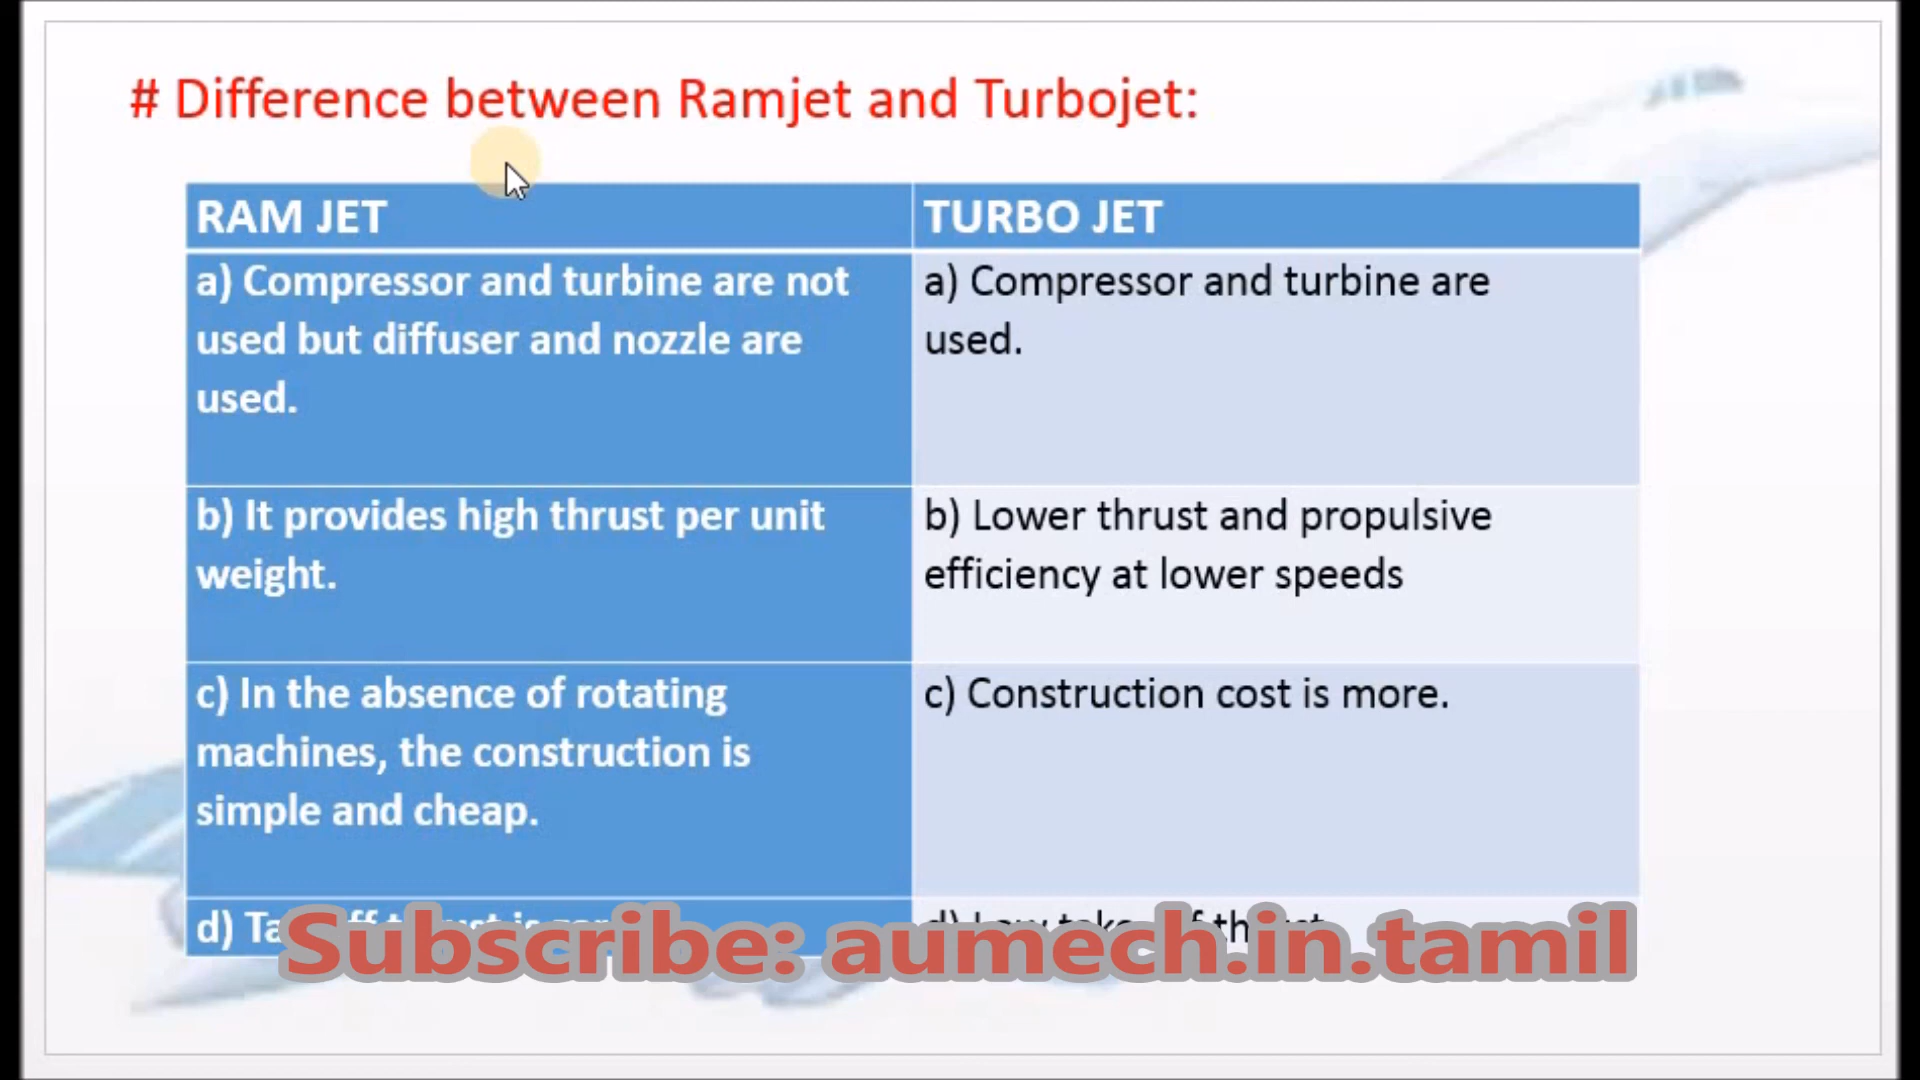 # Difference between Ramjet and Turbojet:
RAM JET
TURBO JET
a) Compressor and turbine are not
used but diffuser and nozzle are
used.
a) Compressor and turbine are
used.
b) It provides high thrust per unit
weight.
b) Lower thrust and propulsive
efficiency at lower speeds
c) In the absence of rotating
machines, the construction is
simple and cheap.
c) Construction cost is more.
d)
d) Low
Subscribe: aumech.in.tamil